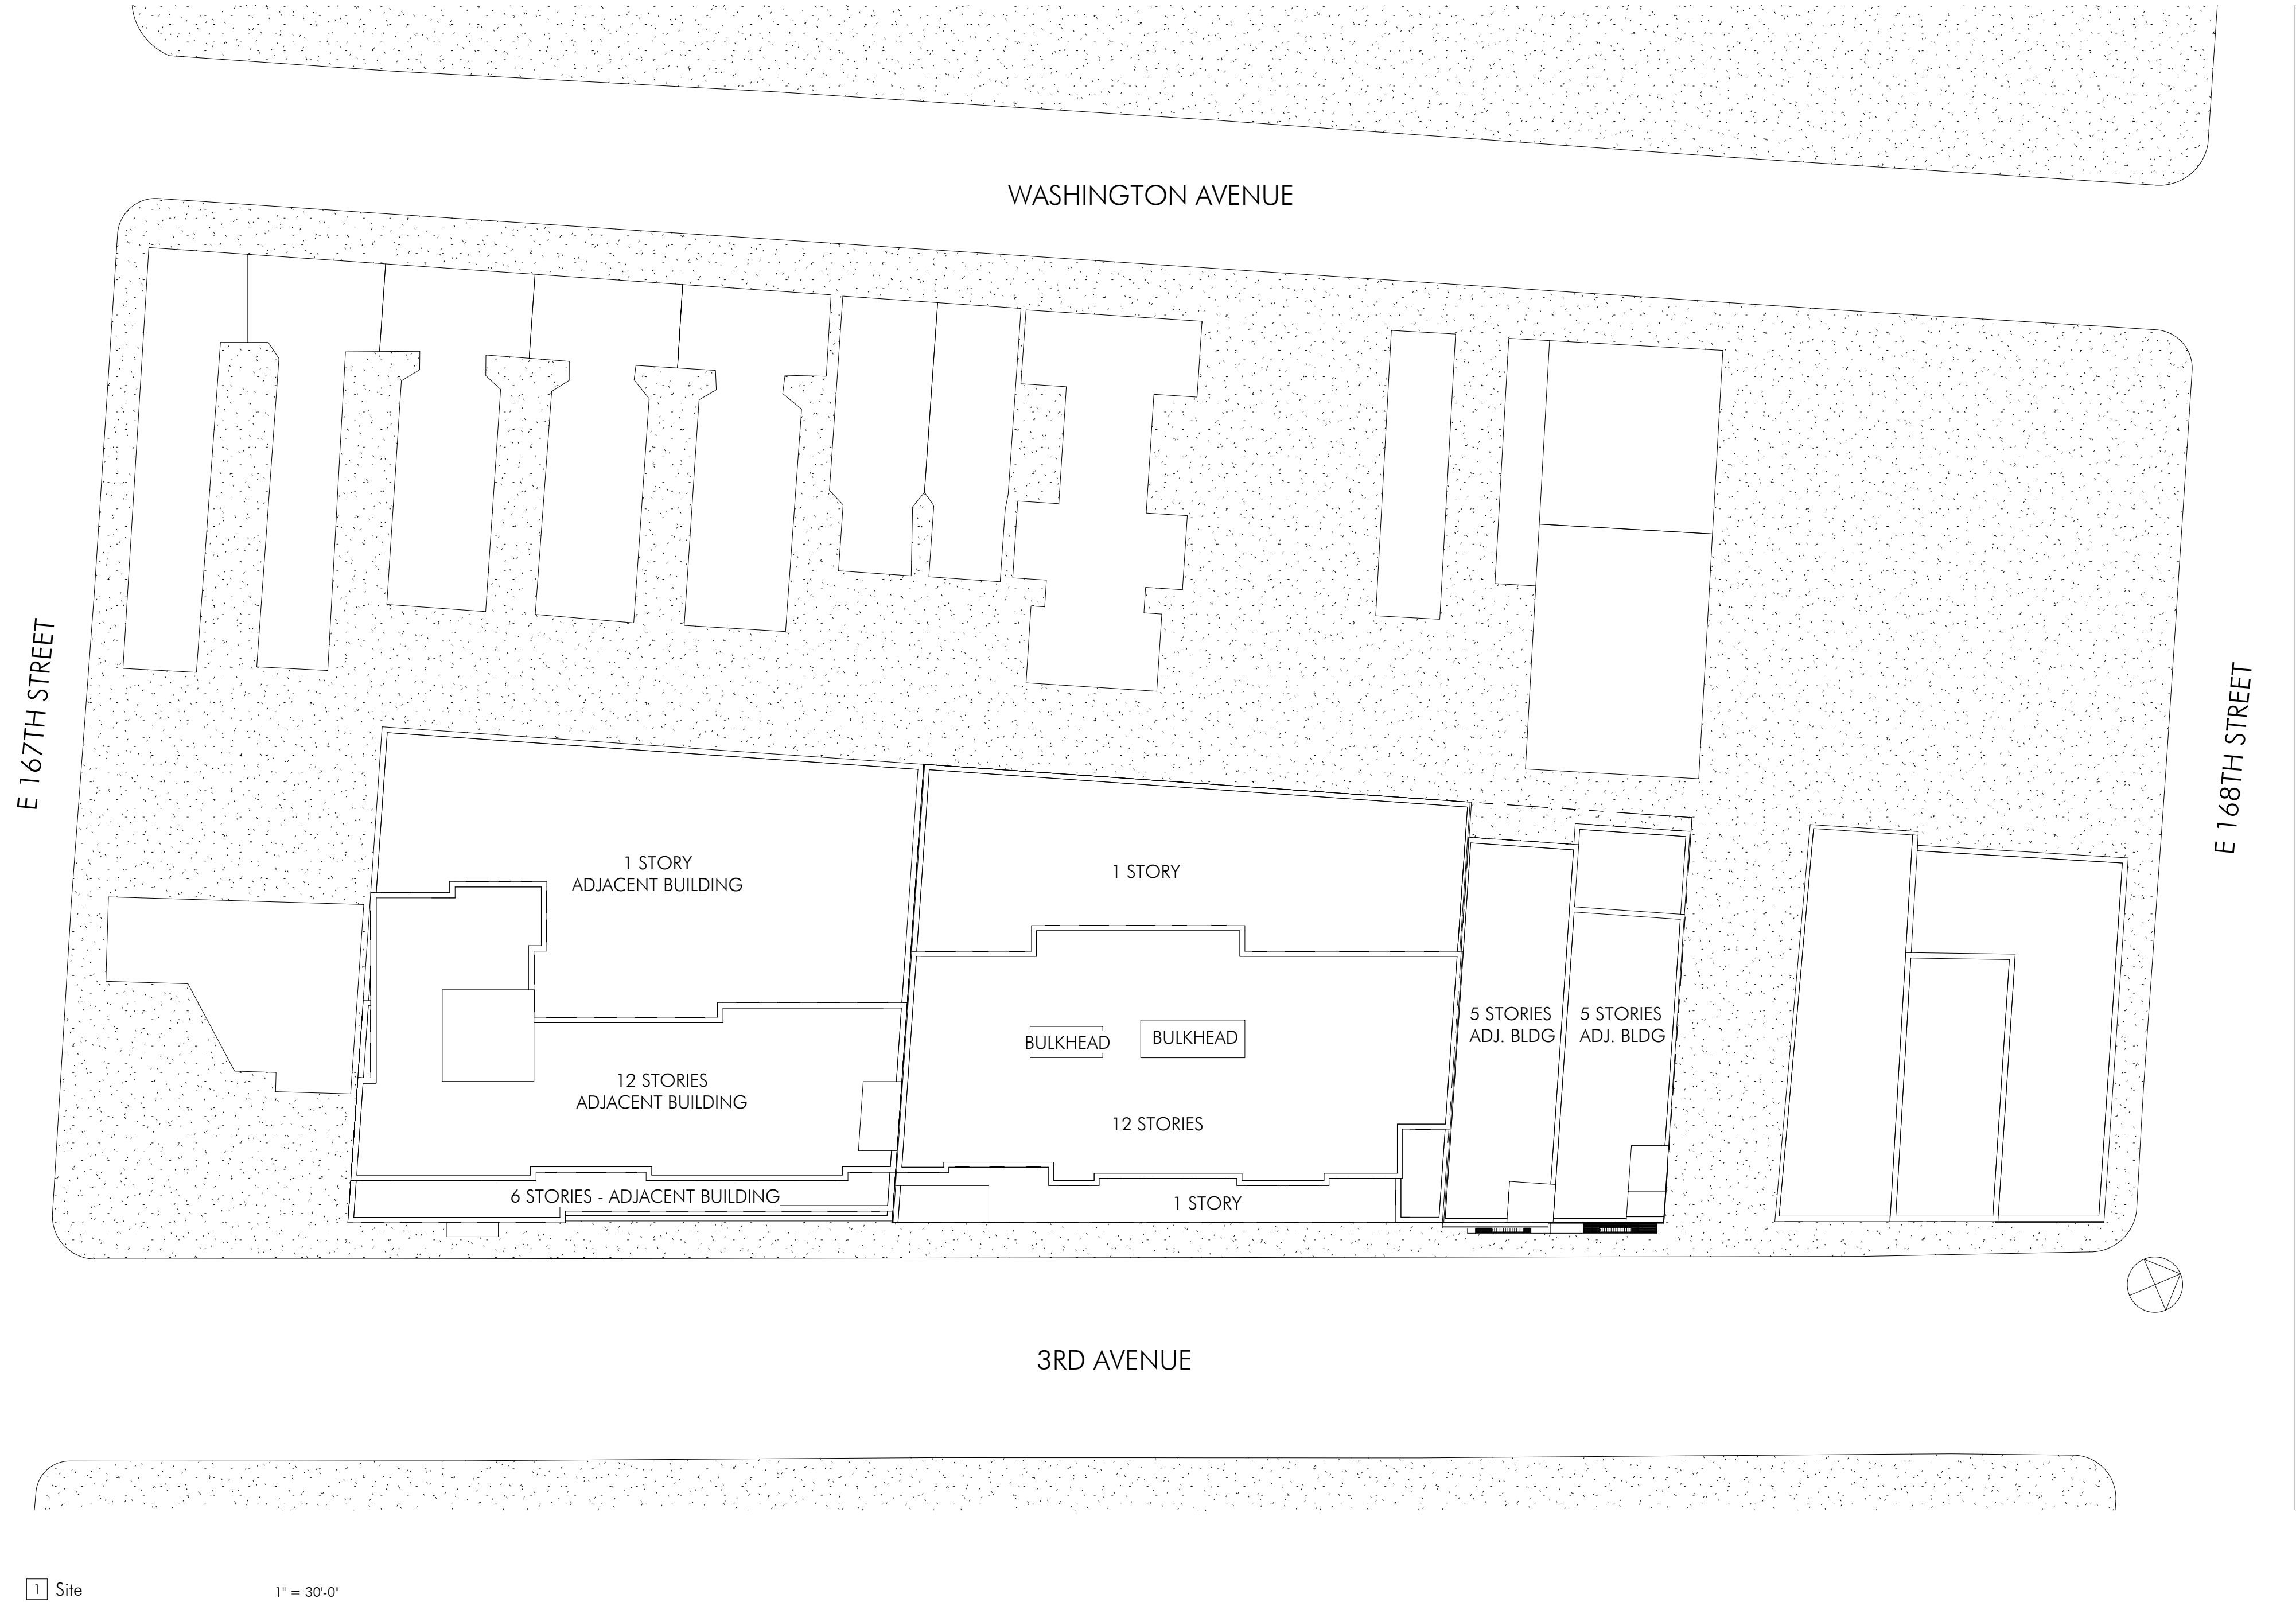 WASHINGTON AVENUE
E 167TH STREET
E 168TH STREET
1 STORY
ADJACENT BUILDING
1 STORY
5 STORIES
ADJ. BLDG
5 STORIES
ADJ. BLDG
BULKHEAD
BULKHEAD
12 STORIES
ADJACENT BUILDING
12 STORIES
6 STORIES - ADJACENT BUILDING
1 STORY
3RD AVENUE
1 Site
1" = 30'-0"